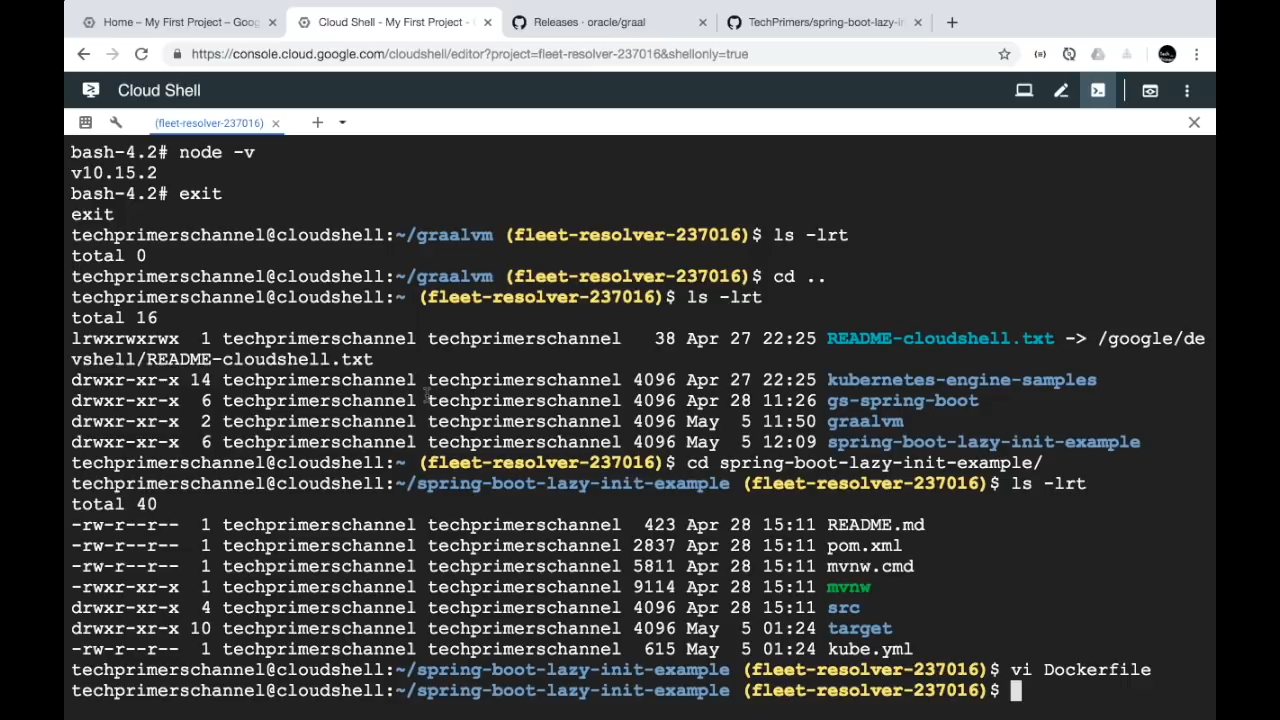 Home – My First Project – Goog
Cloud Shell - My First Project -
Releases · oracle/graal
TechPrimers/spring-boot-lazy-in
https://console.cloud.google.com/cloudshell/editor?project=fleet-resolver-237016&shellonly=true
Cloud Shell
(fleet-resolver-237016)
bash-4.2# node -v
v10.15.2
bash-4.2# exit
exit
techprimerschannel@cloudshell:~/graalvm (fleet-resolver-237016)$ ls -lrt
total 0
techprimerschannel@cloudshell:~/graalvm (fleet-resolver-237016)$ cd ..
techprimerschannel@cloudshell:~ (fleet-resolver-237016)$ ls -lrt
total 16
lrwxrwxrwx 1 techprimerschannel techprimerschannel 38 Apr 27 22:25 README-cloudshell.txt -> /google/de
vshell/README-cloudshell.txt
drwxr-xr-x 14 techprimerschannel techprimerschannel 4096 Apr 27 22:25 kubernetes-engine-samples
drwxr-xr-x 6 techprimerschannel techprimerschannel 4096 Apr 28 11:26 gs-spring-boot
drwxr-xr-x 2 techprimerschannel techprimerschannel 4096 May 5 11:50 graalvm
drwxr-xr-x 6 techprimerschannel techprimerschannel 4096 May 5 12:09 spring-boot-lazy-init-example
techprimerschannel@cloudshell:~ (fleet-resolver-237016)$ cd spring-boot-lazy-init-example/
techprimerschannel@cloudshell:~/spring-boot-lazy-init-example (fleet-resolver-237016)$ ls -lrt
total 40
-rw-r--r-- 1 techprimerschannel techprimerschannel 423 Apr 28 15:11 README.md
-rw-r--r-- 1 techprimerschannel techprimerschannel 2837 Apr 28 15:11 pom.xml
-rw-r--r-- 1 techprimerschannel techprimerschannel 5811 Apr 28 15:11 mvnw.cmd
-rwxr-xr-x 1 techprimerschannel techprimerschannel 9114 Apr 28 15:11 mvnw
drwxr-xr-x 4 techprimerschannel techprimerschannel 4096 Apr 28 15:11 src
drwxr-xr-x 10 techprimerschannel techprimerschannel 4096 May 5 01:24 target
-rw-r--r-- 1 techprimerschannel techprimerschannel 615 May 5 01:24 kube.yml
techprimerschannel@cloudshell:~/spring-boot-lazy-init-example (fleet-resolver-237016)$ vi Dockerfile
techprimerschannel@cloudshell:~/spring-boot-lazy-init-example (fleet-resolver-237016)$